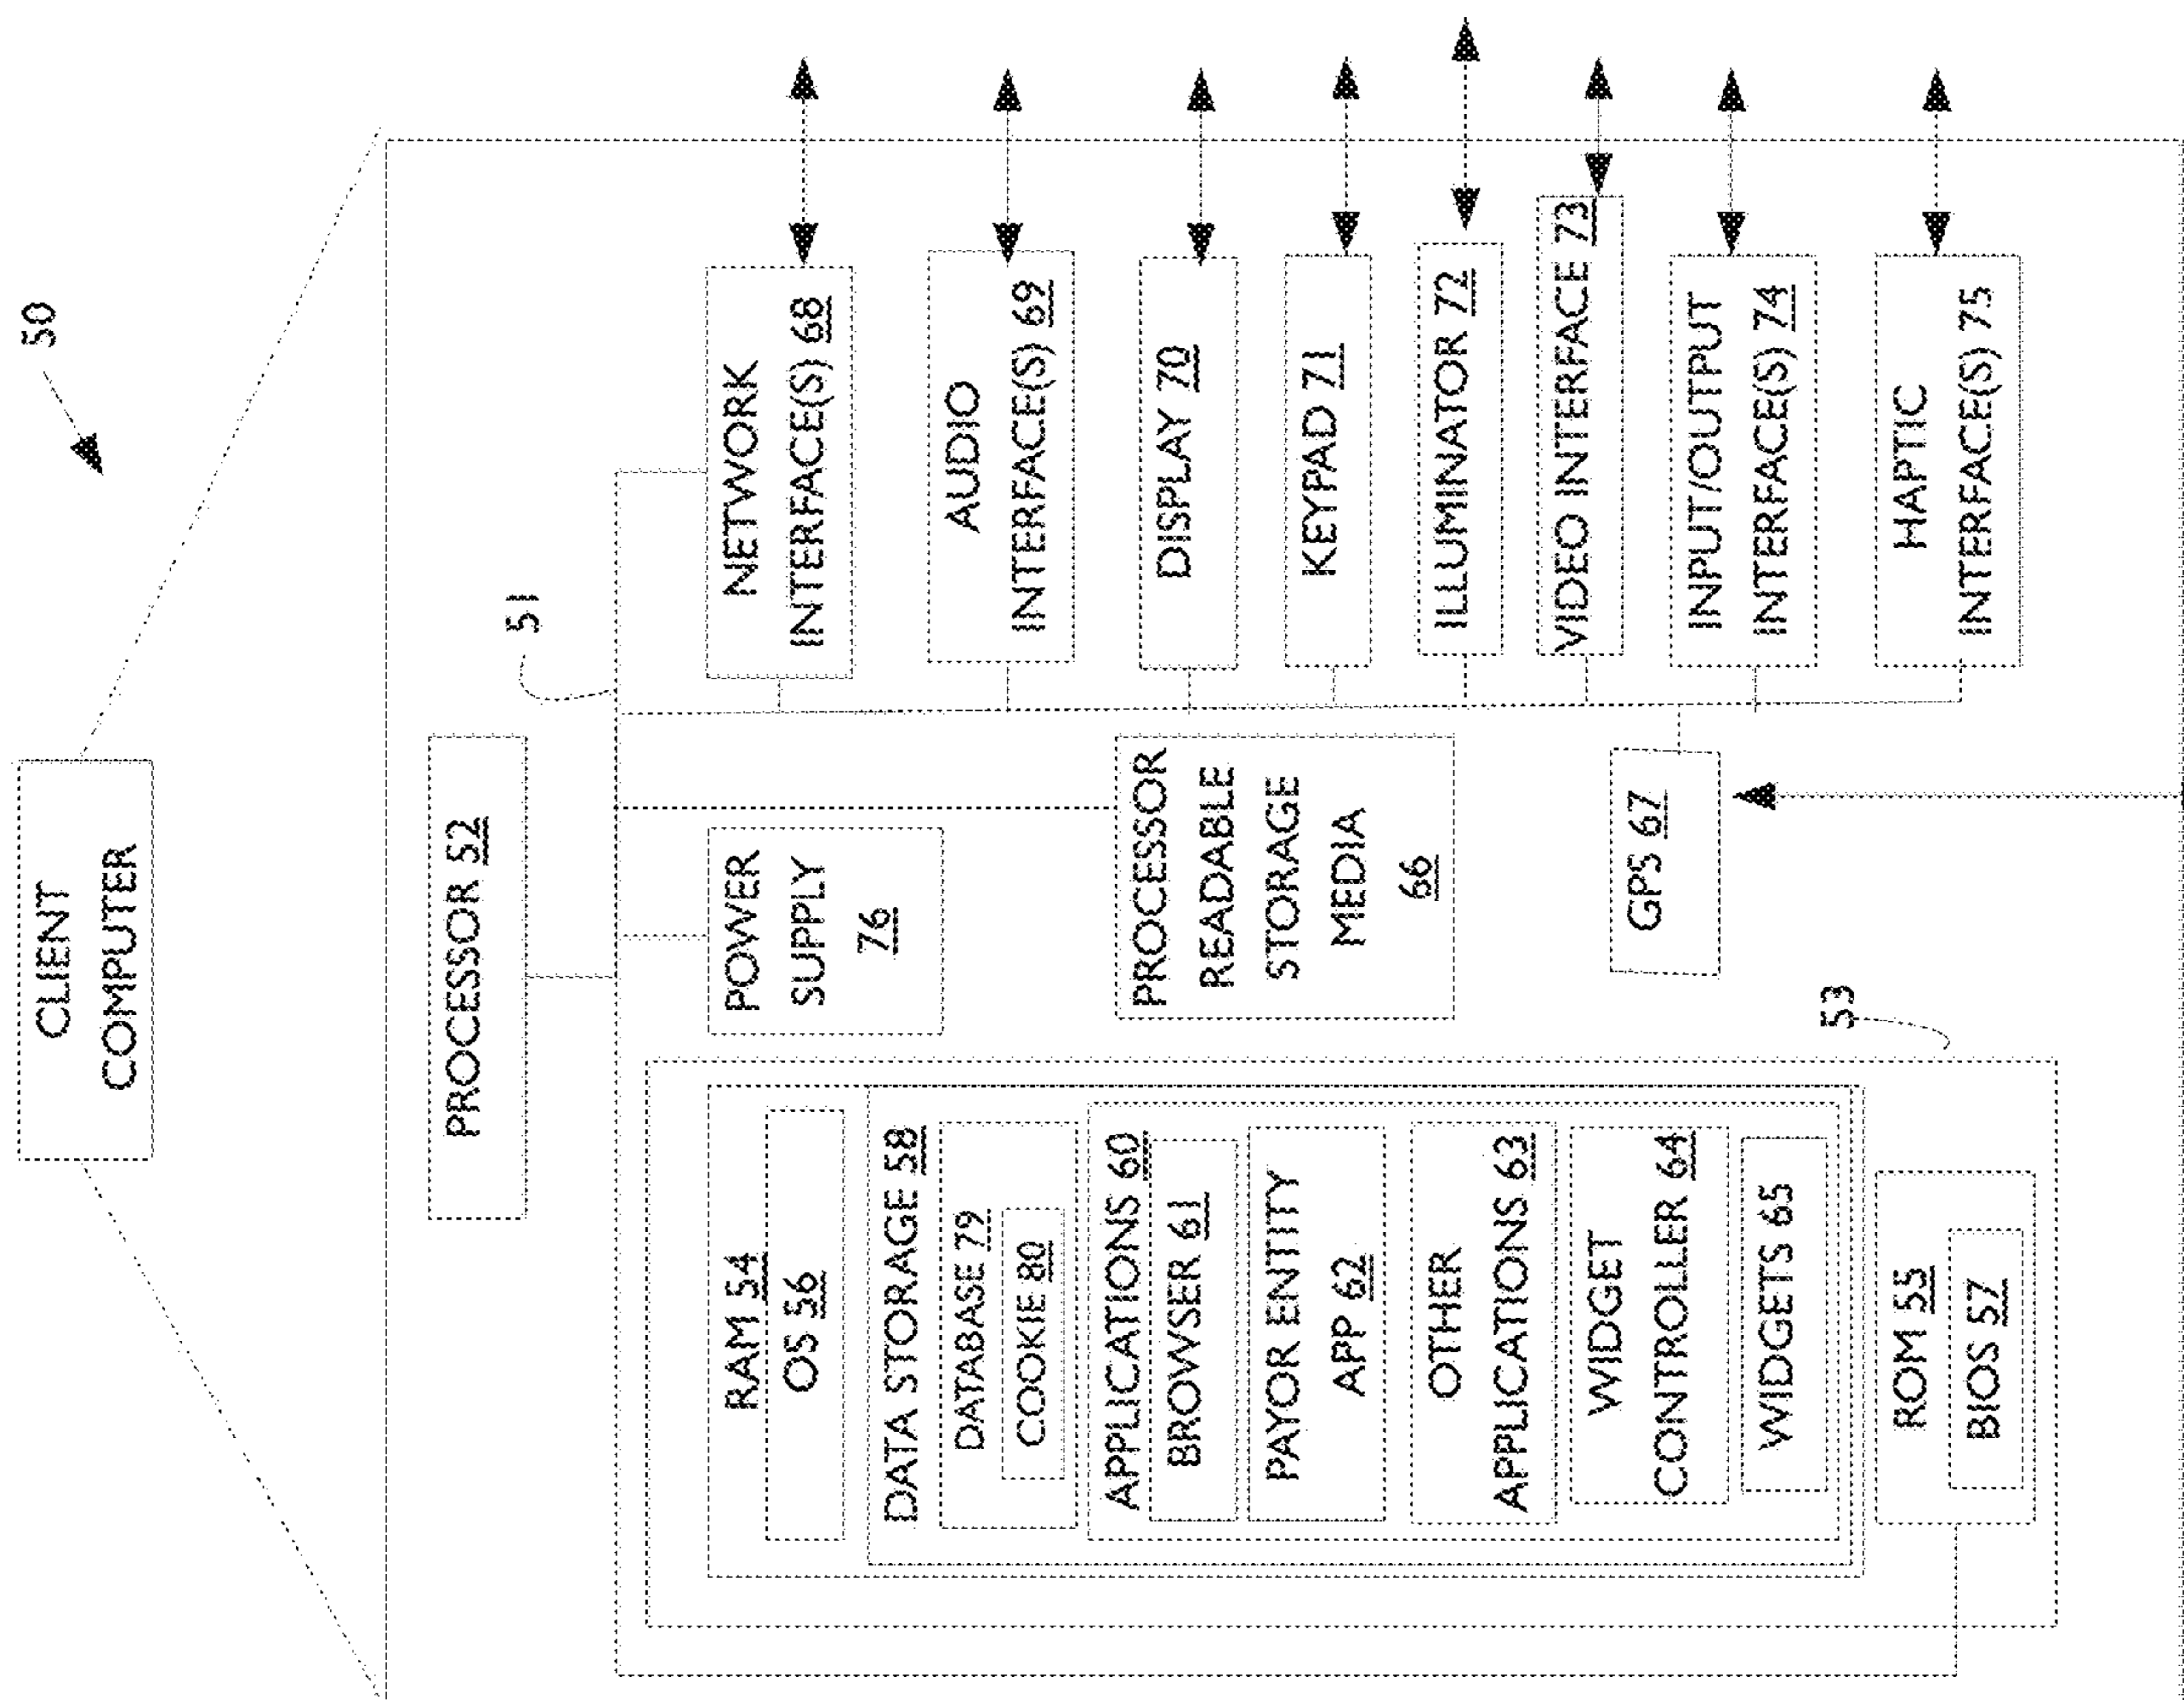 CLIENT
COMPUTER
50
PROCESSOR 52
51
RAM 54
OS 56
DATA STORAGE 58
DATABASE 79
COOKIE 80
APPLICATIONS 60
BROWSER 61
PAYOR ENTITY
APP 62
OTHER
APPLICATIONS 63
WIDGET
CONTROLLER 64
WIDGETS 65
ROM 55
BIOS 57
53
POWER
SUPPLY
76
PROCESSOR
READABLE
STORAGE
MEDIA
66
GPS 67
NETWORK
INTERFACE(S) 68
AUDIO
INTERFACE(S) 69
DISPLAY 70
KEYPAD 71
ILLUMINATOR 72
VIDEO INTERFACE 73
INPUT/OUTPUT
INTERFACE(S) 74
HAPTIC
INTERFACE(S) 75